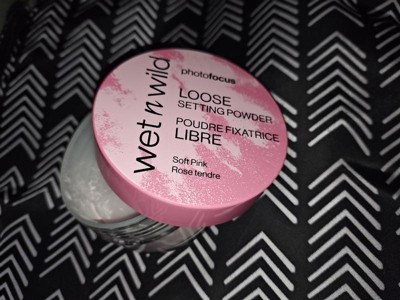 wet n wild
photofocus
LOOSE
SETTING POWDER
POUDRE FIXATRICE
LIBRE
Soft Pink
Rose tendre